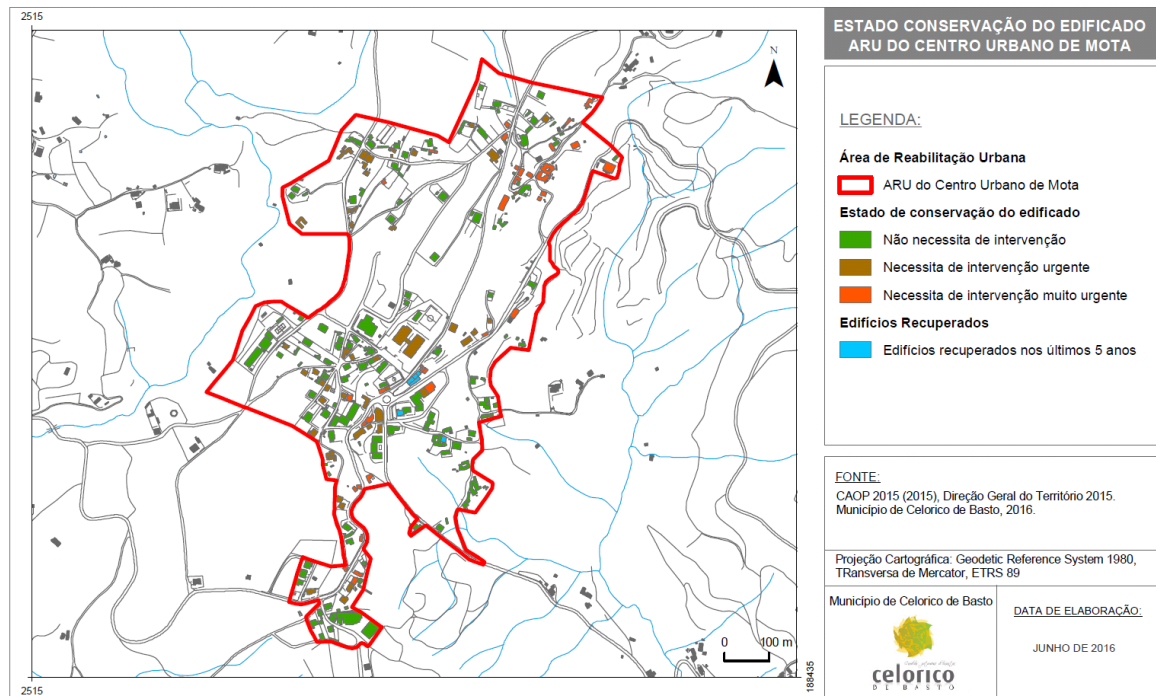 2515
N
0 100 m
2515
188435
ESTADO CONSERVAÇÃO DO EDIFICADO
ARU DO CENTRO URBANO DE MOTA
LEGENDA:
Área de Reabilitação Urbana
ARU do Centro Urbano de Mota
Estado de conservação do edificado
Não necessita de intervenção
Necessita de intervenção urgente
Necessita de intervenção muito urgente
Edifícios Recuperados
Edifícios recuperados nos últimos 5 anos
FONTE:
CAOP 2015 (2015), Direção Geral do Território 2015.
Município de Celorico de Basto, 2016.
Projeção Cartográfica: Geodetic Reference System 1980,
TRansversa de Mercator, ETRS 89
Município de Celorico de Basto
celorico
DE BASTO
DATA DE ELABORAÇÃO:
JUNHO DE 2016